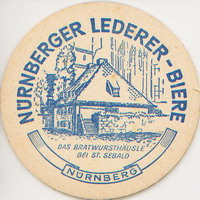 NÜRNBERGER LEDERER-BIERE
DAS BRATWURSTHÄUSLE
BEI ST. SEBALD
NÜRNBERG